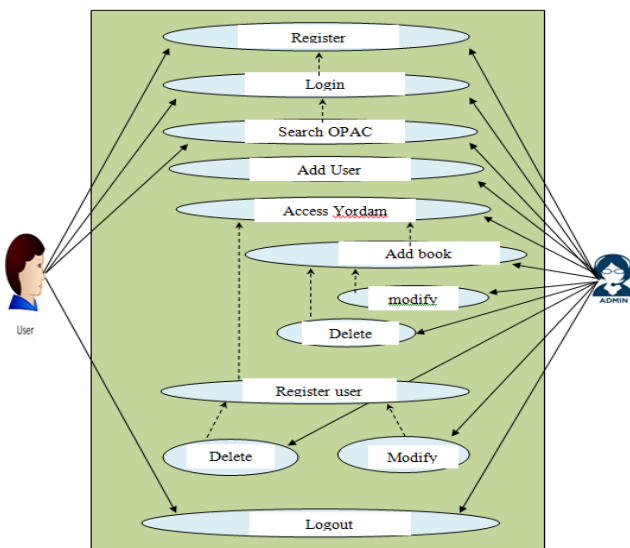 Register
Login
Search OPAC
Add User
Access Yordam
Add book
modify
Delete
Register user
Delete
Modify
Logout
User
ADMIN